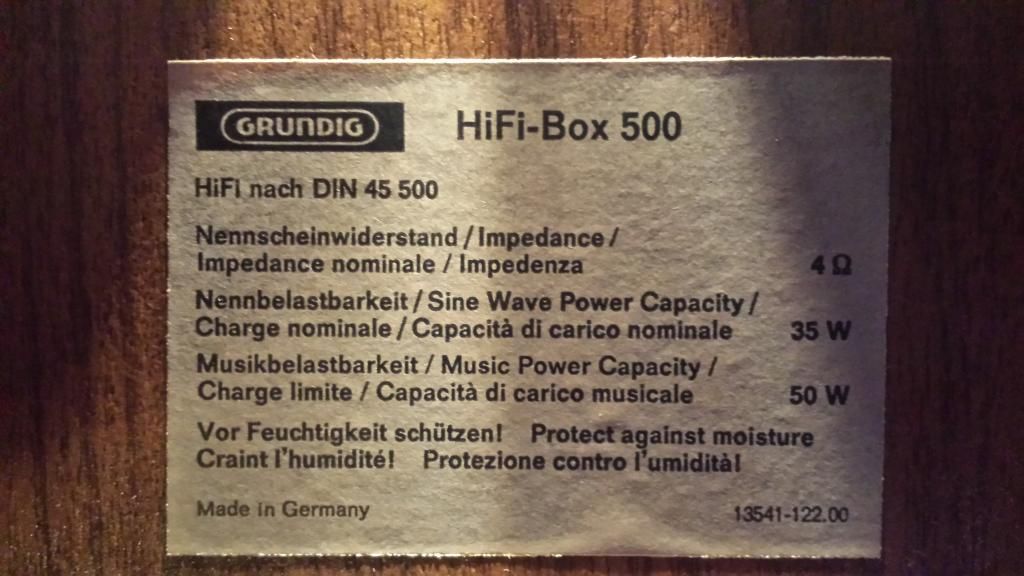 GRUNDIG HiFi-Box 500
HiFi nach DIN 45 500
Nennscheinwiderstand / Impedance /
Impedance nominale / Impedenza 4 Ω
Nennbelastbarkeit / Sine Wave Power Capacity /
Charge nominale / Capacità di carico nominale 35 W
Musikbelastbarkeit / Music Power Capacity /
Charge limite / Capacità di carico musicale 50 W
Vor Feuchtigkeit schützen! Protect against moisture
Craint l'humidité! Protezione contro l'umidità!
Made in Germany 13541-122.00